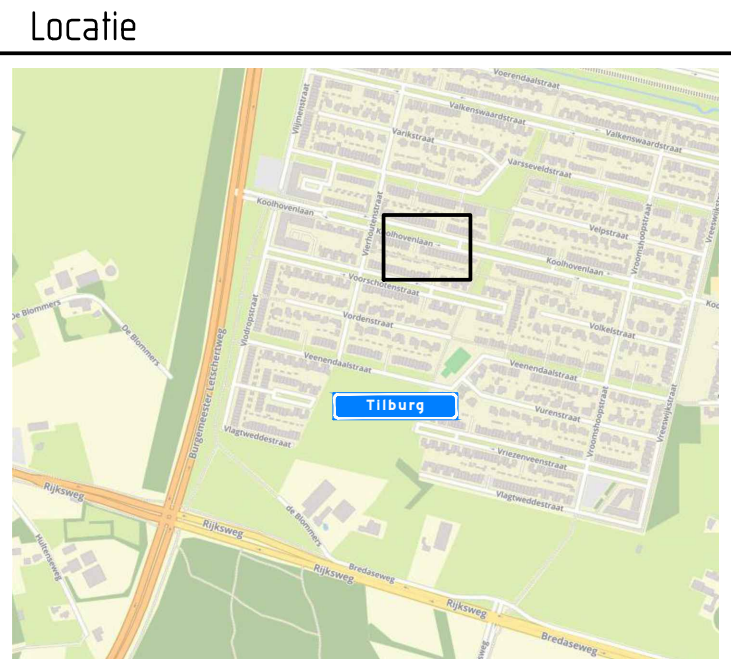 Locatie
Voerendaalstraat
Valkenswaardstraat
Vlijmenstraat
Varikstraat
Valkenswaardstraat
Varsseveldstraat
Koolhovenlaan
Vierhoutenstraat
Koolhovenlaan
Velpstraat
Vroomshoopstraat
Vreeswijkstraat
Koolhovenlaan
Voorschotenstraat
De Blommers
Vlodropstraat
Vordenstraat
Volkelstraat
De Blommers
Burgemeester Letschertweg
Veenendaalstraat
Veenendaalstraat
Tilburg
Vurenstraat
Vroomshoopstraat
Vreeswijkstraat
Vlagtweddestraat
Vriezenveenstraat
Rijksweg
Vlagtweddestraat
de Blommers
Rijksweg
Hultenseweg
Rijksweg
Bredaseweg
Rijksweg
Bredaseweg